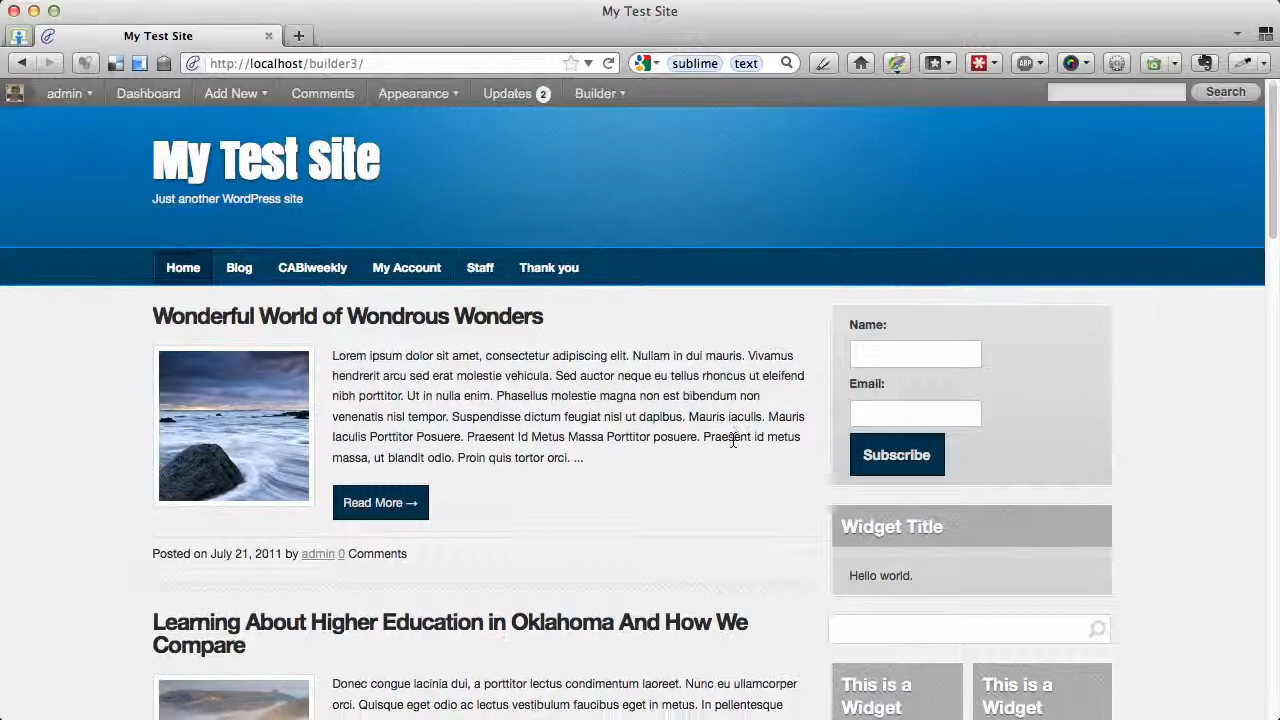 My Test Site
My Test Site
http://localhost/builder3/
sublime text
ABP
admin Dashboard Add New Comments Appearance Updates 2 Builder Search
My Test Site
Just another WordPress site
Home Blog CABiweekly My Account Staff Thank you
Wonderful World of Wondrous Wonders
Lorem ipsum dolor sit amet, consectetur adipiscing elit. Nullam in dui mauris. Vivamus
hendrerit arcu sed erat molestie vehicula. Sed auctor neque eu tellus rhoncus ut eleifend
nibh porttitor. Ut in nulla enim. Phasellus molestie magna non est bibendum non
venenatis nisl tempor. Suspendisse dictum feugiat nisl ut dapibus. Mauris iaculis. Mauris
Iaculis Porttitor Posuere. Praesent Id Metus Massa Porttitor posuere. Praesent id metus
massa, ut blandit odio. Proin quis tortor orci. ...
Read More →
Posted on July 21, 2011 by admin 0 Comments
Learning About Higher Education in Oklahoma And How We
Compare
Donec congue lacinia dui, a porttitor lectus condimentum laoreet. Nunc eu ullamcorper
orci. Quisque eget odio ac lectus vestibulum faucibus eget in metus. In pellentesque
Name:
Email:
Subscribe
Widget Title
Hello world.
This is a
Widget
This is a
Widget